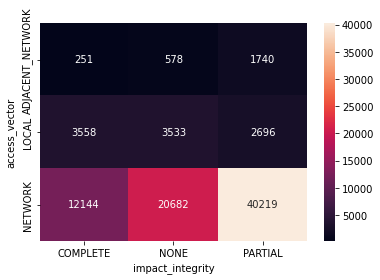 ADJACENT_NETWORK
251 578 1740
LOCAL
3558 3533 2696
NETWORK
12144 20682 40219
access_vector
COMPLETE NONE PARTIAL
impact_integrity
40000
35000
30000
25000
20000
15000
10000
5000